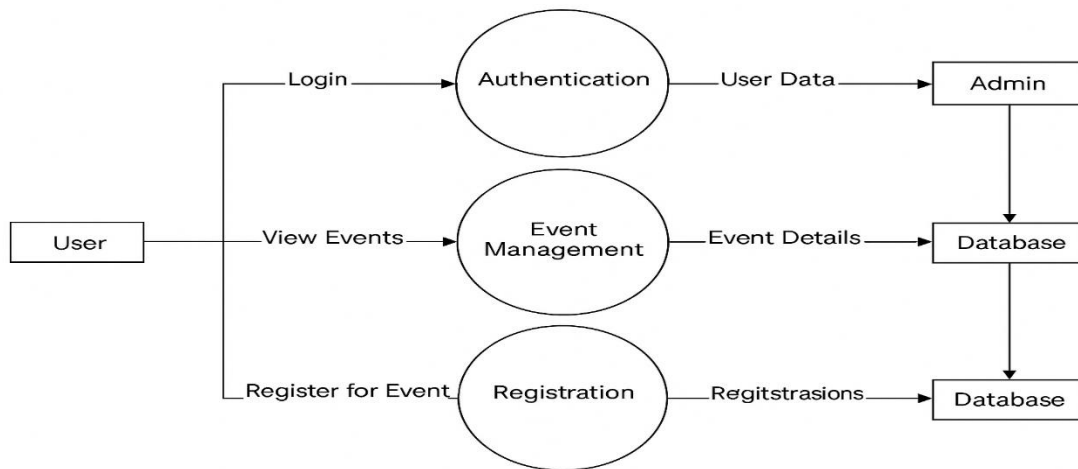 Login
Authentication
User Data
Admin
User
View Events
Event
Management
Event Details
Database
Register for Event
Registration
Regitstrasions
Database